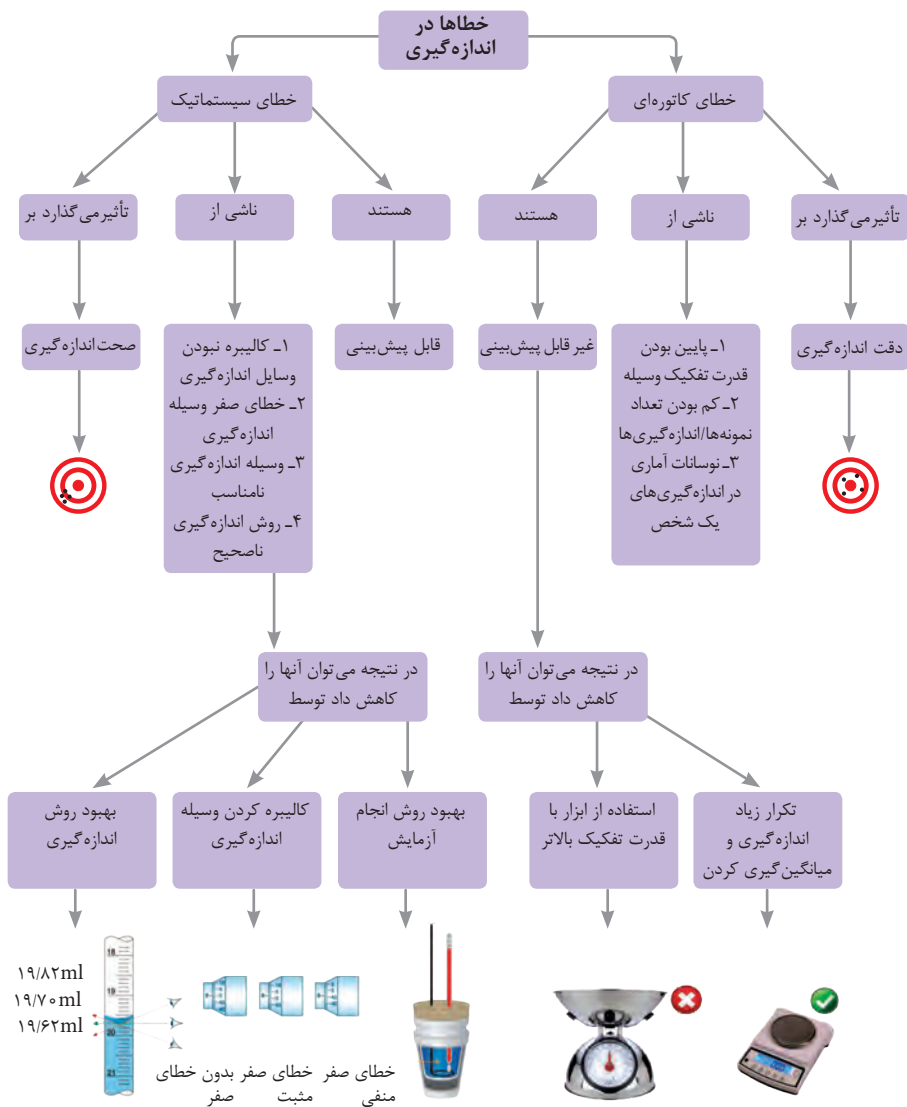 خطاها در
اندازه‌گیری
خطای کاتوره‌ای
خطای سیستماتیک
تأثیرمی‌گذارد بر
ناشی از
هستند
هستند
ناشی از
تأثیرمی‌گذارد بر
دقت اندازه‌گیری
۱ـ پایین بودن
قدرت تفکیک وسیله
۲ـ کم بودن تعداد
نمونه‌ها/اندازه‌گیری‌ها
۳ـ نوسانات آماری
در اندازه‌گیری‌های
یک شخص
غیر قابل پیش‌بینی
قابل پیش‌بینی
۱ـ کالیبره نبودن
وسایل اندازه‌گیری
۲ـ خطای صفر وسیله
اندازه‌گیری
۳ـ وسیله اندازه‌گیری
نامناسب
۴ـ روش اندازه‌گیری
ناصحیح
صحت‌اندازه‌گیری
در نتیجه می‌توان آنها را
کاهش داد توسط
در نتیجه می‌توان آنها را
کاهش داد توسط
تکرار زیاد
اندازه‌گیری و
میانگین‌گیری کردن
استفاده از ابزار با
قدرت تفکیک بالاتر
بهبود روش انجام
آزمایش
کالیبره کردن وسیله
اندازه‌گیری
بهبود روش
اندازه‌گیری
18
19
20
21
۱۹/۸۲ml
۱۹/۷۰ml
۱۹/۶۲ml
خطای صفر
منفی
خطای صفر
مثبت
بدون خطای
صفر